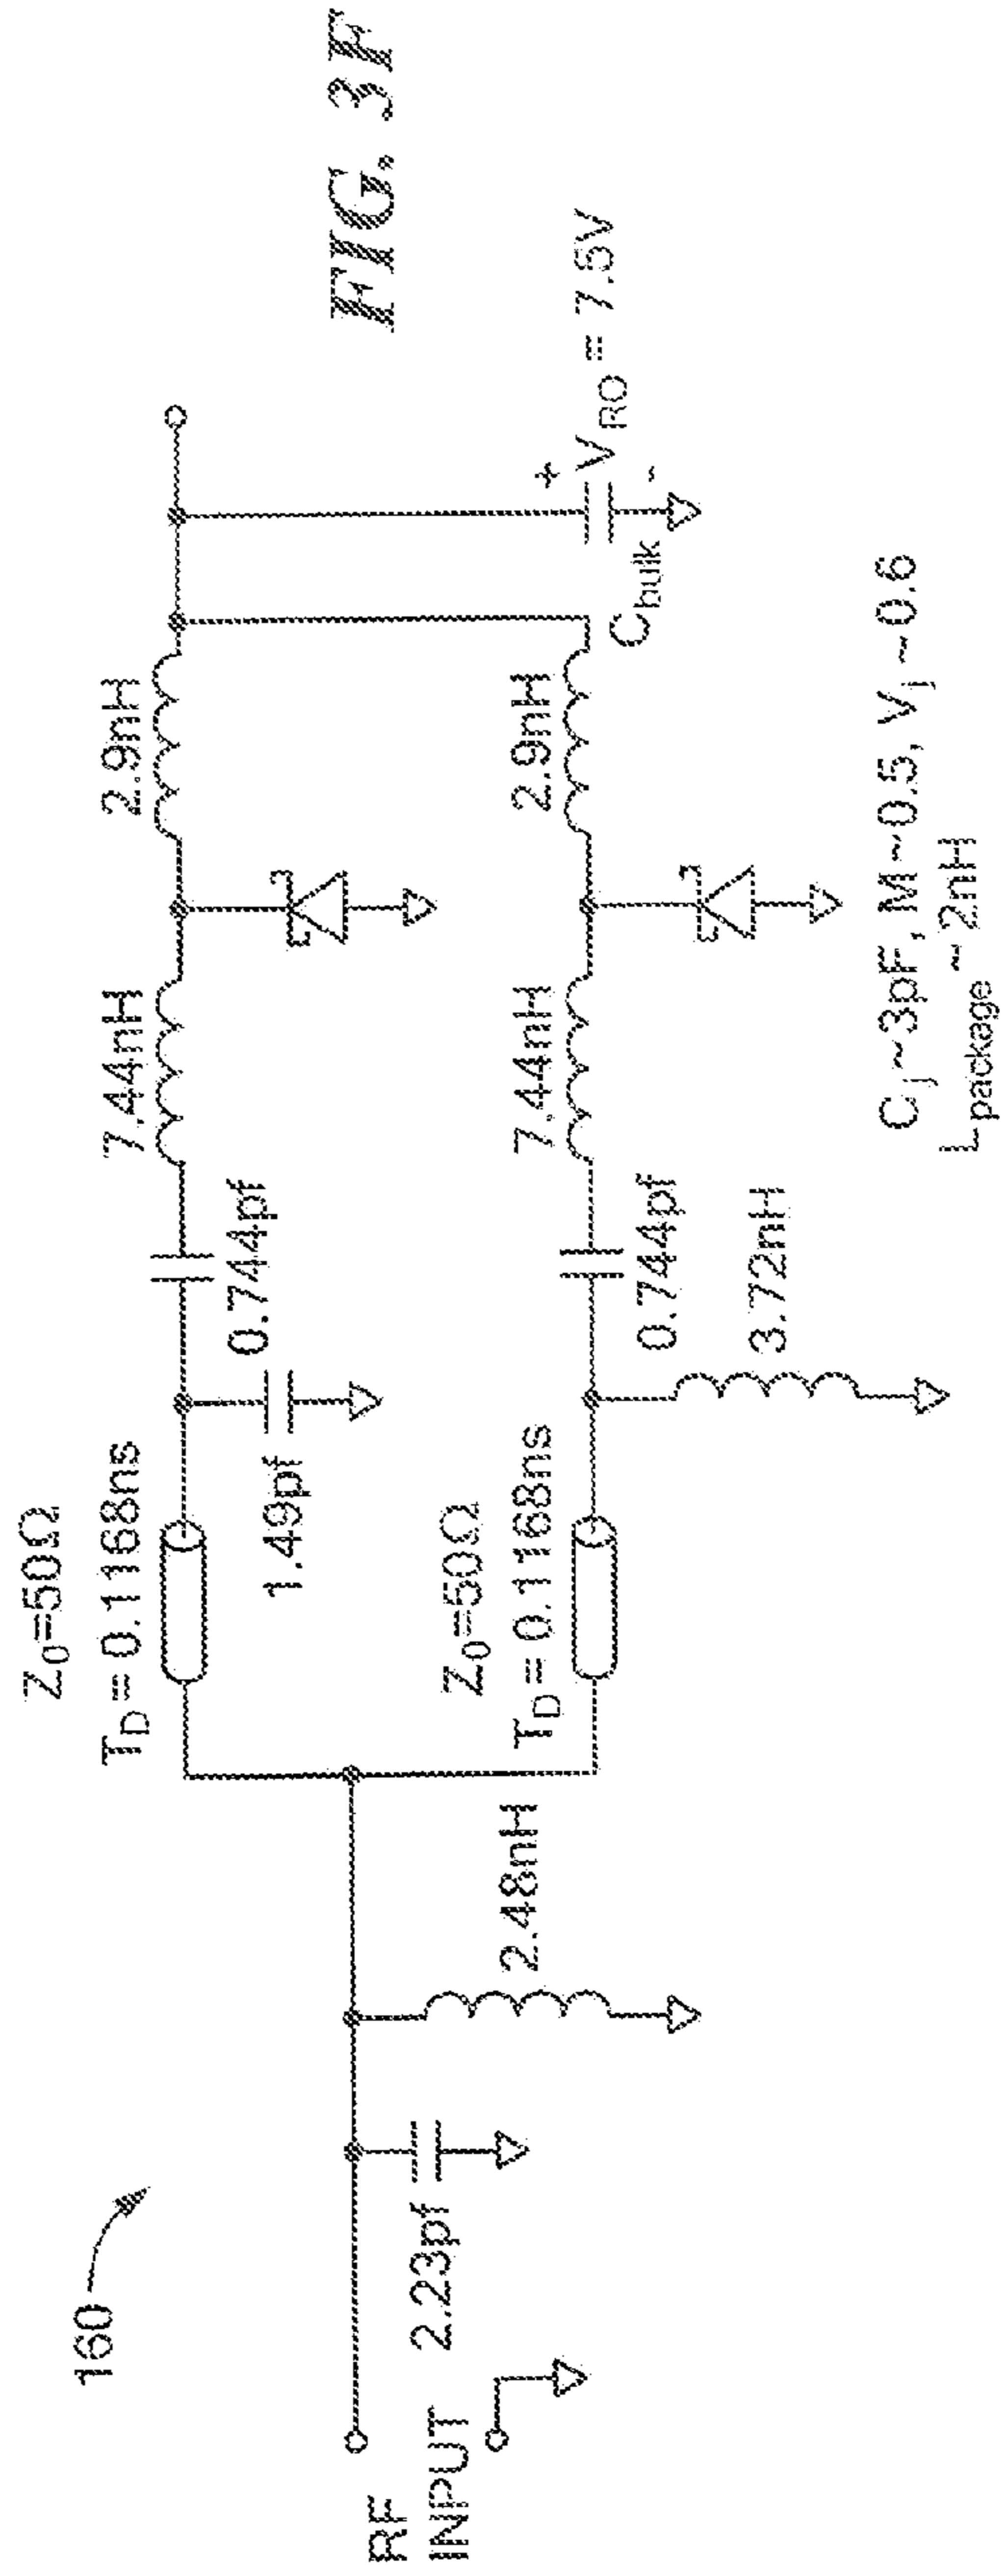 160
RF
INPUT
2.23pf
2.48nH
Z0=50Ω
TD=0.1168ns
1.49pf
0.744pf
7.44nH
2.9nH
Z0=50Ω
TD=0.1168ns
0.744pf
3.72nH
7.44nH
2.9nH
Cbulk
+
VRO = 7.5V
-
Cj~3pF, M~0.5, Vj~0.6
Lpackage ~ 2nH
FIG. 3F